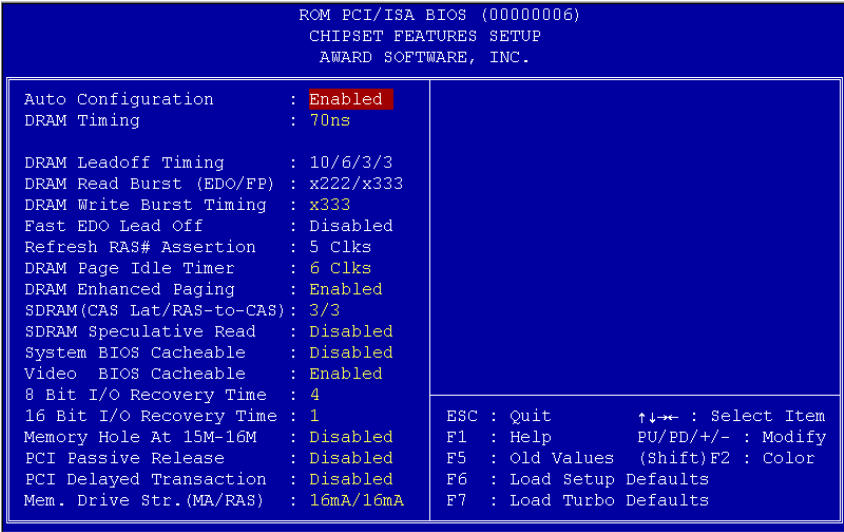 ROM PCI/ISA BIOS (00000006)
CHIPSET FEATURES SETUP
AWARD SOFTWARE, INC.
Auto Configuration : Enabled
DRAM Timing : 70ns
DRAM Leadoff Timing : 10/6/3/3
DRAM Read Burst (EDO/FP) : x222/x333
DRAM Write Burst Timing : x333
Fast EDO Lead Off : Disabled
Refresh RAS# Assertion : 5 Clks
DRAM Page Idle Timer : 6 Clks
DRAM Enhanced Paging : Enabled
SDRAM(CAS Lat/RAS-to-CAS): 3/3
SDRAM Speculative Read : Disabled
System BIOS Cacheable : Disabled
Video BIOS Cacheable : Enabled
8 Bit I/O Recovery Time : 4
16 Bit I/O Recovery Time : 1
Memory Hole At 15M-16M : Disabled
PCI Passive Release : Disabled
PCI Delayed Transaction : Disabled
Mem. Drive Str.(MA/RAS) : 16mA/16mA
ESC : Quit ↑↓→← : Select Item
F1 : Help PU/PD/+/- : Modify
F5 : Old Values (Shift)F2 : Color
F6 : Load Setup Defaults
F7 : Load Turbo Defaults